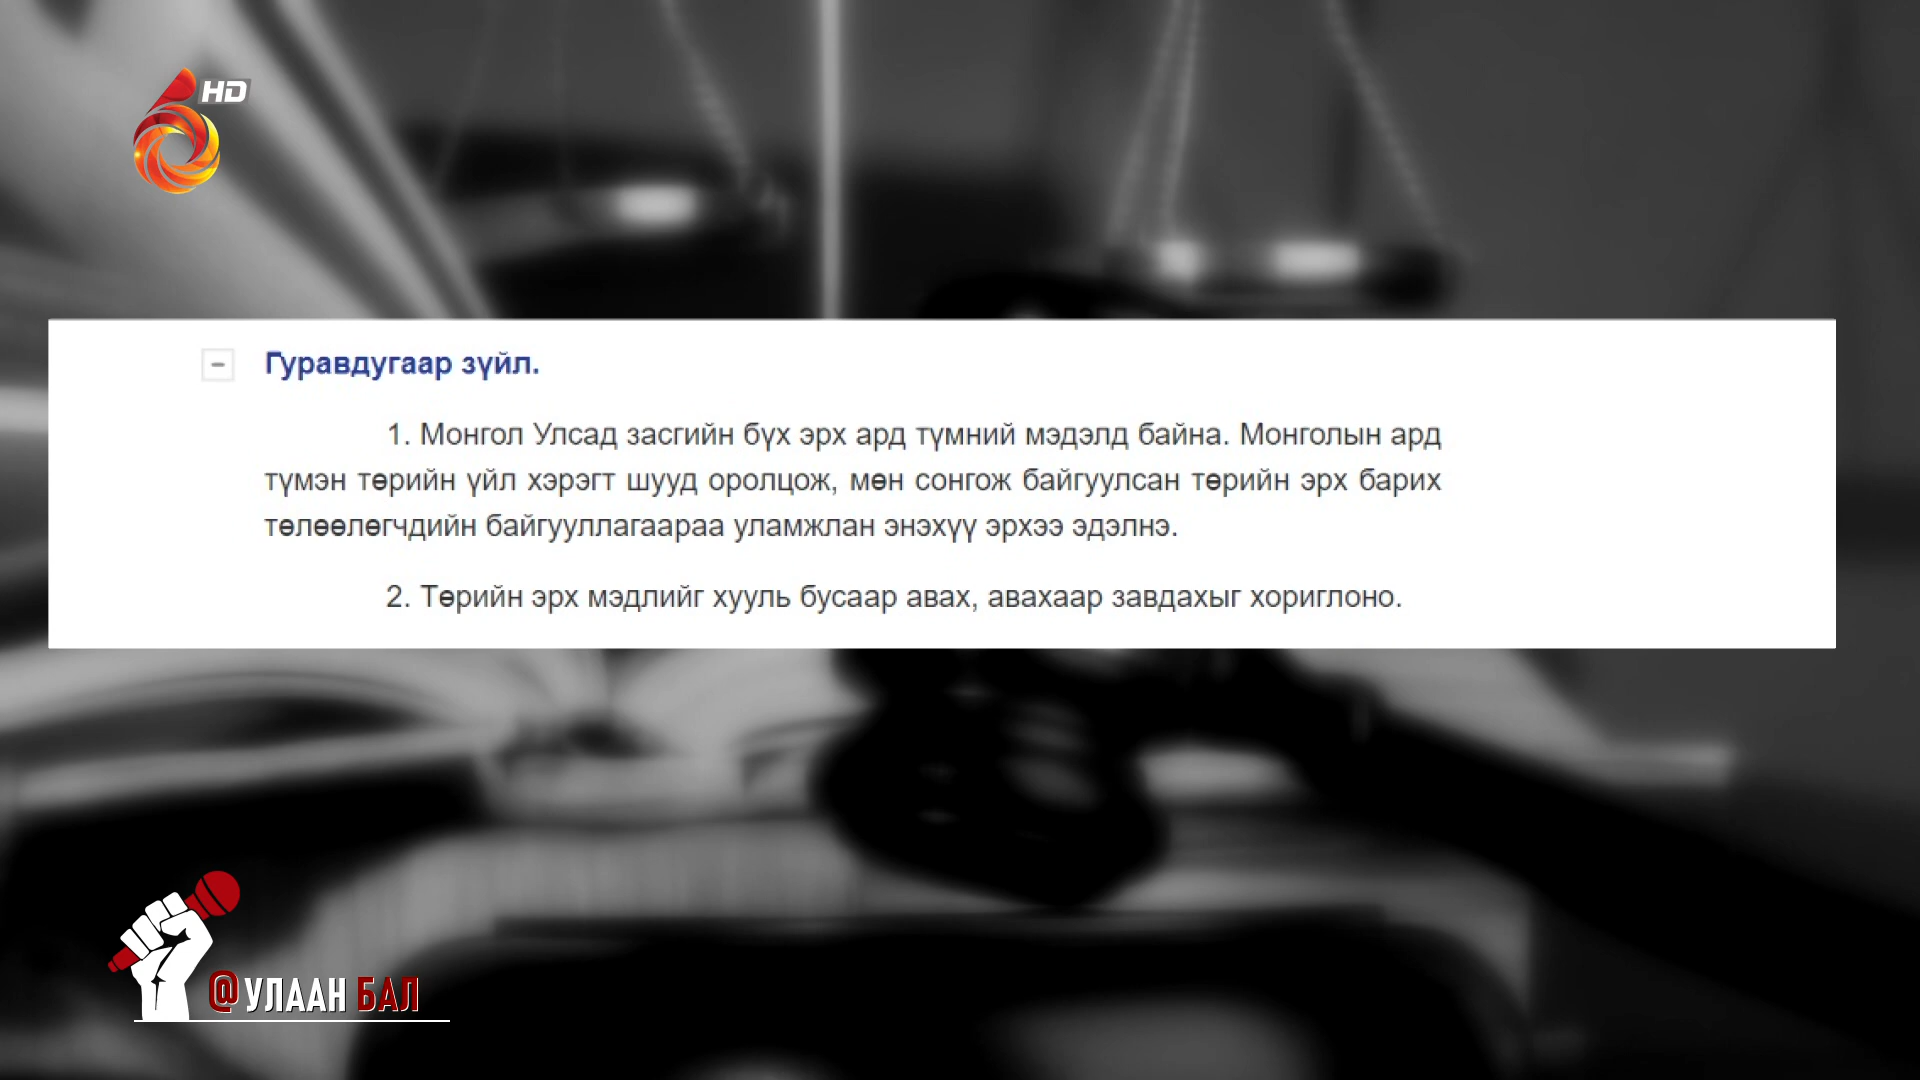 HD
Гуравдугаар зүйл.
1. Монгол Улсад засгийн бүх эрх ард түмний мэдэлд байна. Монголын ард
түмэн төрийн үйл хэрэгт шууд оролцож, мөн сонгож байгуулсан төрийн эрх барих
төлөөлөгчдийн байгууллагаараа уламжлан энэхүү эрхээ эдэлнэ.
2. Төрийн эрх мэдлийг хууль бусаар авах, авахаар завдахыг хориглоно.
@УЛААН БАЛ